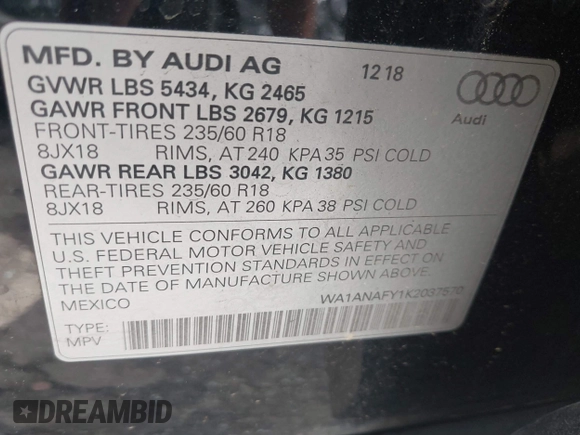 MFD. BY AUDI AG 12 18
GVWR LBS 5434, KG 2465
GAWR FRONT LBS 2679, KG 1215
FRONT-TIRES 235/60 R18
8JX18 RIMS, AT 240 KPA 35 PSI COLD
GAWR REAR LBS 3042, KG 1380
REAR-TIRES 235/60 R18
8JX18 RIMS, AT 260 KPA 38 PSI COLD
Audi
THIS VEHICLE CONFORMS TO ALL APPLICABLE
U.S. FEDERAL MOTOR VEHICLE SAFETY AND
THEFT PREVENTION STANDARDS IN EFFECT ON
THE DATE OF MANUFACTURE SHOWN ABOVE.
MEXICO WA1ANAFY1K2037570
TYPE:
MPV
DREAMBID